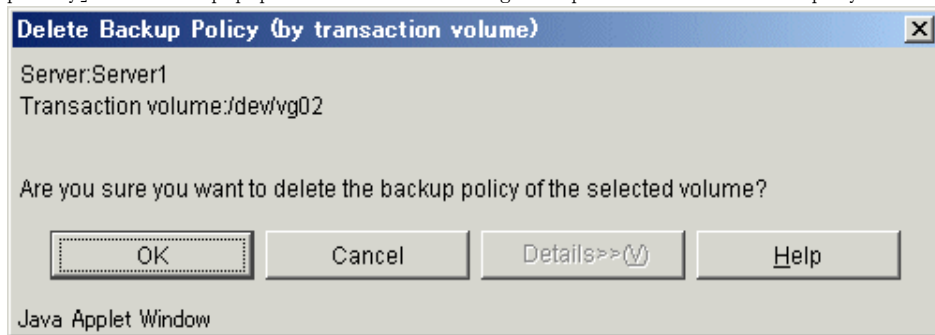 Delete Backup Policy (by transaction volume)
Server:Server1
Transaction volume:/dev/vg02
Are you sure you want to delete the backup policy of the selected volume?
OK Cancel Details>>(V) Help
Java Applet Window